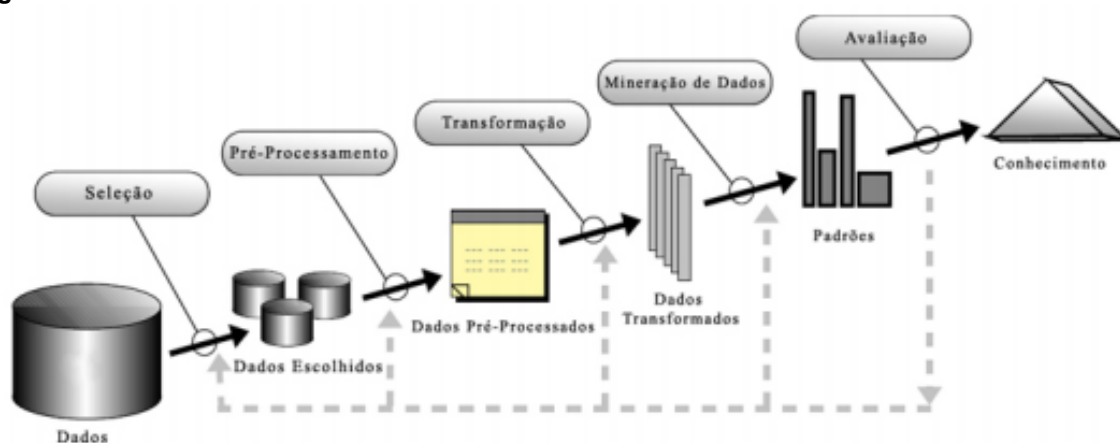 Avaliação
Mineração de Dados
Transformação
Pré-Processamento
Seleção
Conhecimento
Padrões
Dados
Transformados
Dados Pré-Processados
Dados Escolhidos
Dados